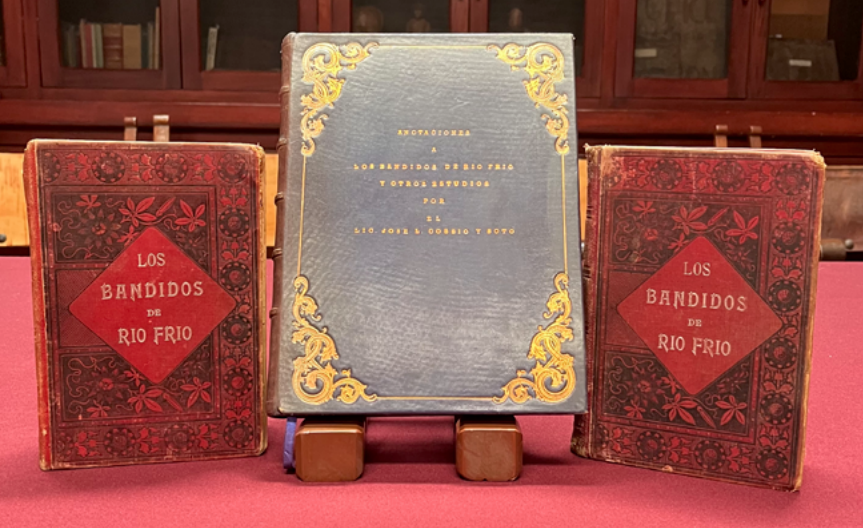 LOS
BANDIDOS
DE
RIO FRIO
ANOTACIONES
A
LOS BANDIDOS DE RIO FRIO
Y OTROS ESTUDIOS
POR
EL
LIC. JOSE L. COSSIO Y SOTO
LOS
BANDIDOS
DE
RIO FRIO